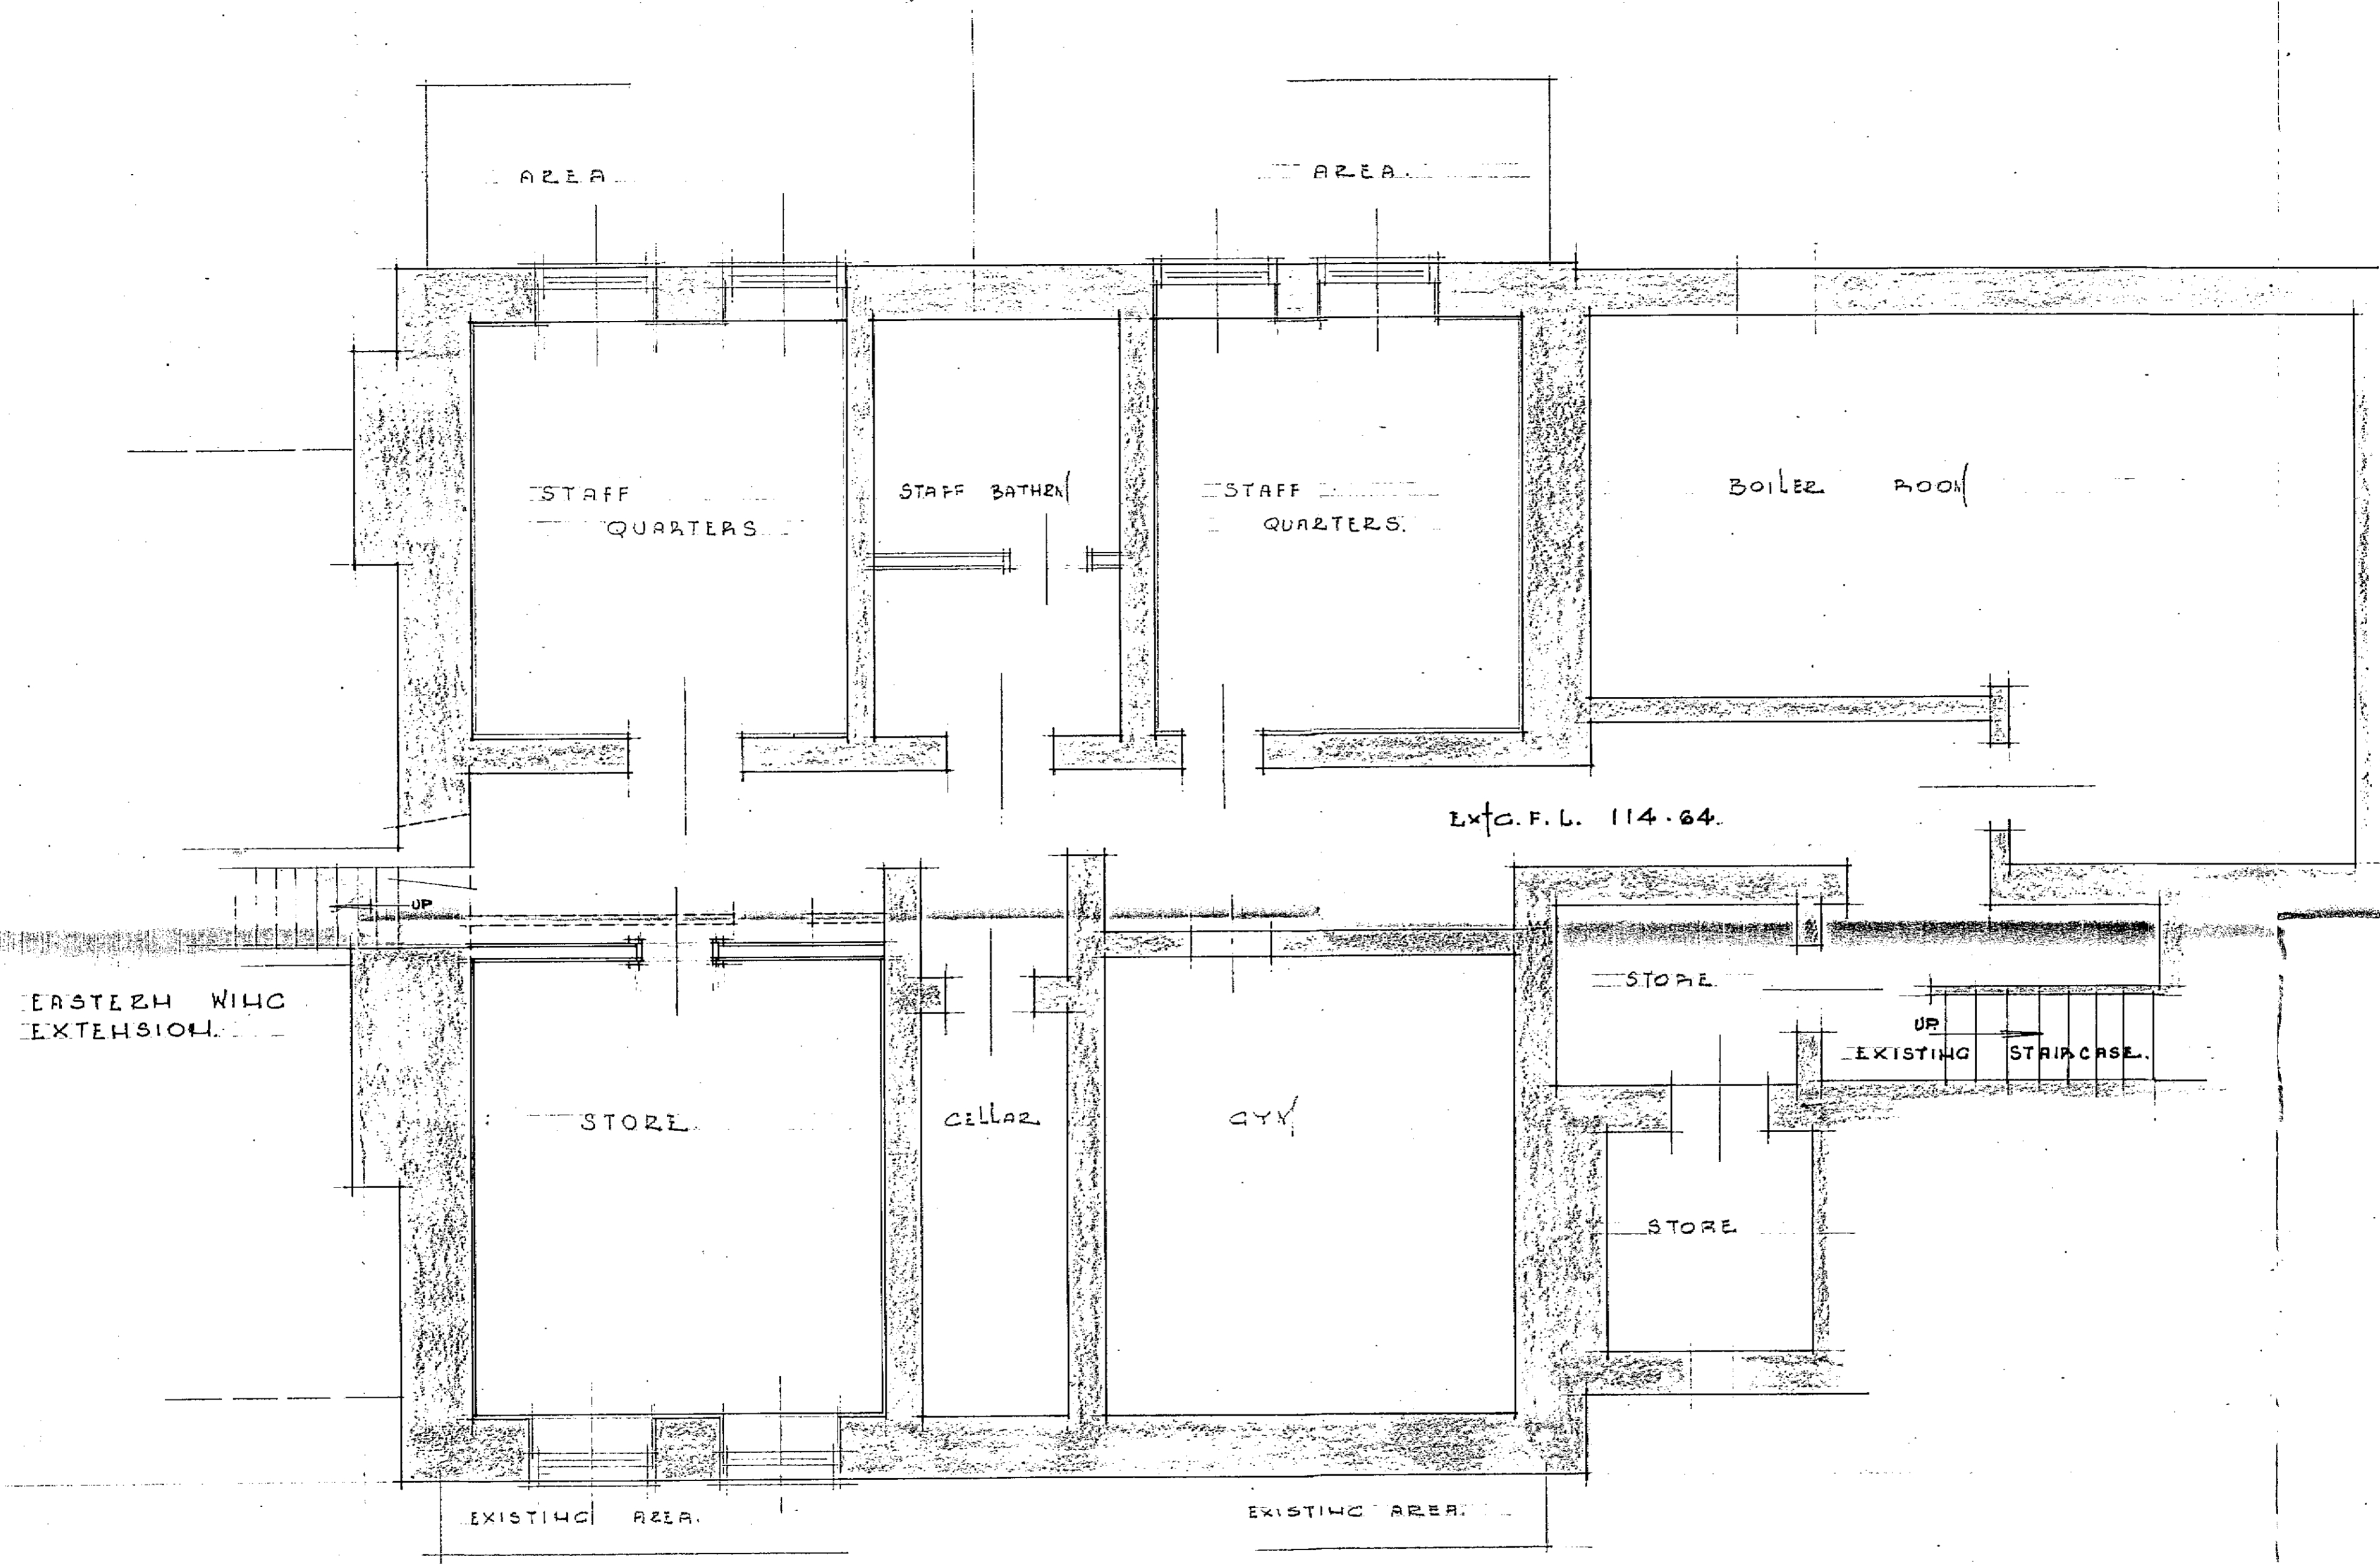 AREA
AREA.
STAFF
QUARTERS
STAFF BATHRM
STAFF
QUARTERS.
BOILER ROOM
EXTG. F. L. 114.64.
UP
EASTERN WING
EXTENSION.
STORE
UP
EXISTING STAIRCASE.
STORE
CELLAR
GYM
STORE
EXISTING AREA.
EXISTING AREA.